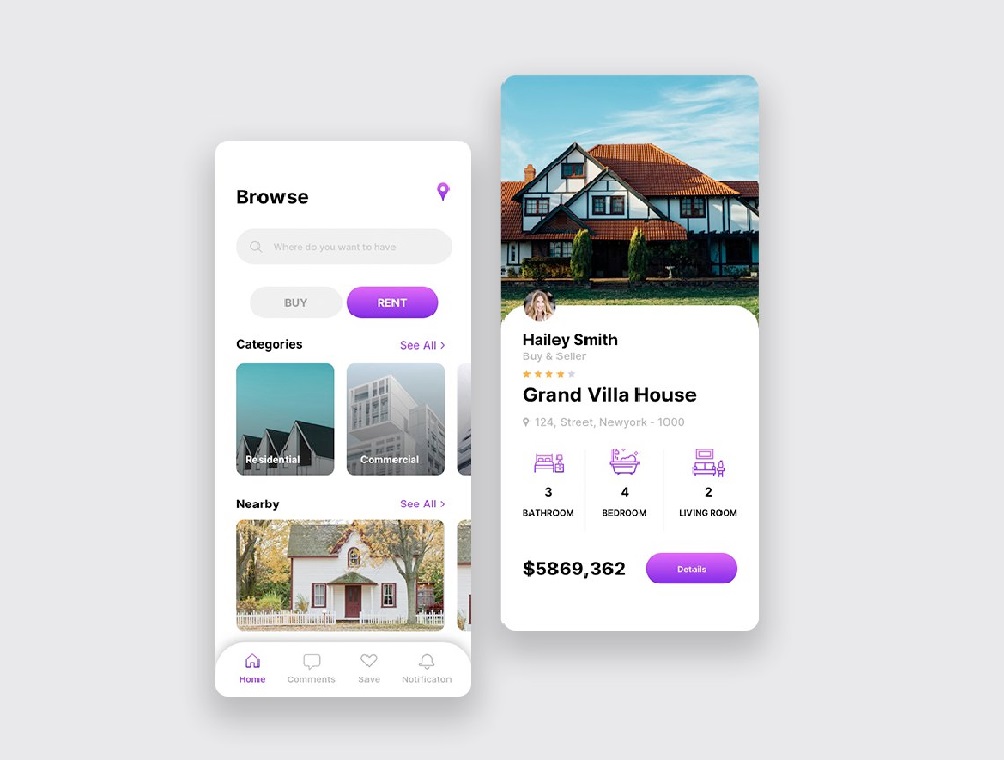 Browse
Where do you want to have
BUY
RENT
Categories
See All >
Residential
Commercial
Nearby
See All >
Home
Comments
Save
Notificaton
Hailey Smith
Buy & Seller
Grand Villa House
124, Street, Newyork - 1000
3
4
2
BATHROOM
BEDROOM
LIVING ROOM
$5869,362
Details